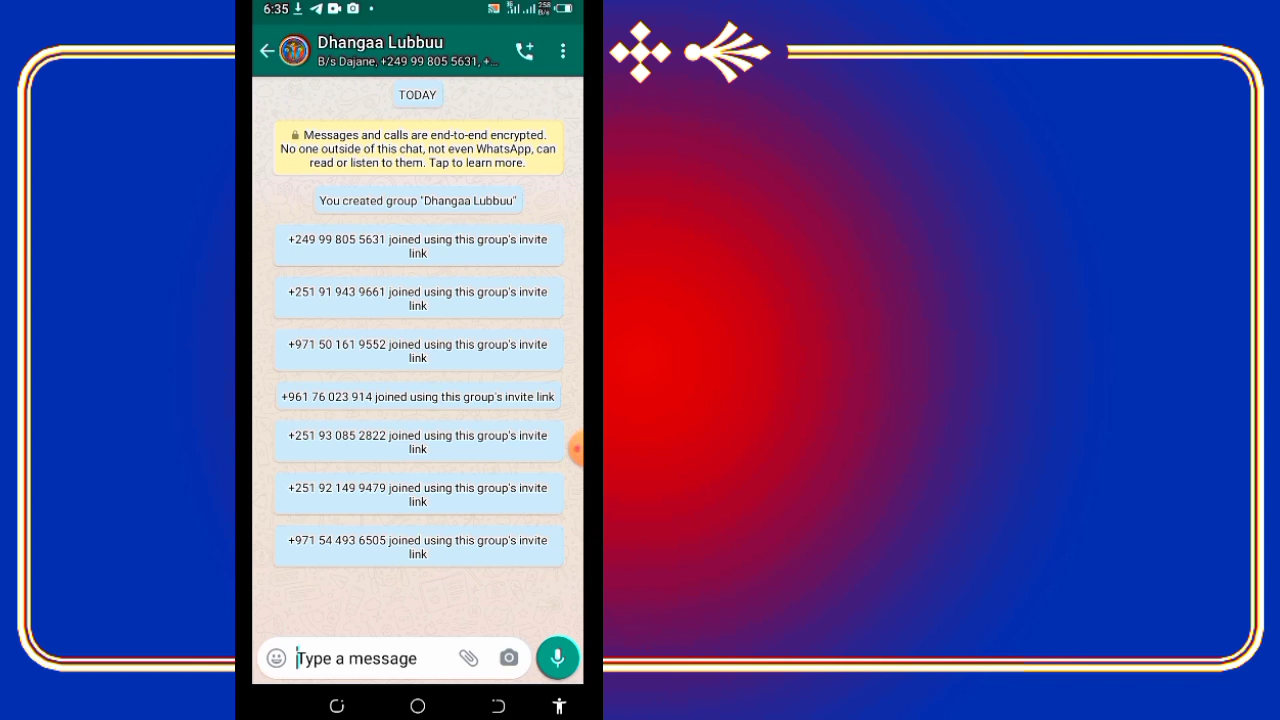 6:35
258
B/s
Dhangaa Lubbuu
B/s Dajane, +249 99 805 5631, +...
TODAY
Messages and calls are end-to-end encrypted.
No one outside of this chat, not even WhatsApp, can
read or listen to them. Tap to learn more.
You created group "Dhangaa Lubbuu"
+249 99 805 5631 joined using this group's invite
link
+251 91 943 9661 joined using this group's invite
link
+971 50 161 9552 joined using this group's invite
link
+961 76 023 914 joined using this group's invite link
+251 93 085 2822 joined using this group's invite
link
+251 92 149 9479 joined using this group's invite
link
+971 54 493 6505 joined using this group's invite
link
Type a message